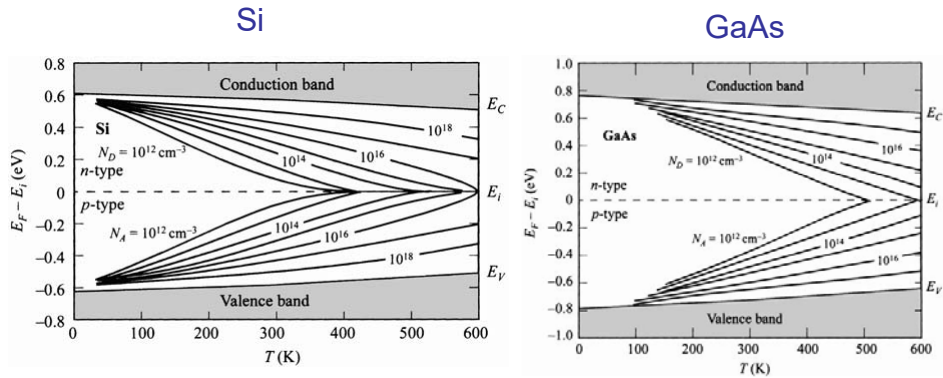 Si
GaAs
0.8
0.6
0.4
0.2
0
–0.2
–0.4
–0.6
–0.8
E_F – E_i (eV)
Conduction band
Si
N_D = 10^12 cm^–3
10^14
10^16
10^18
n-type
p-type
N_A = 10^12 cm^–3
10^14
10^16
10^18
Valence band
E_C
E_i
E_V
0 100 200 300 400 500 600
T (K)
1.0
0.8
0.6
0.4
0.2
0
–0.2
–0.4
–0.6
–0.8
–1.0
E_F – E_i (eV)
Conduction band
GaAs
N_D = 10^12 cm^–3
10^14
10^16
n-type
p-type
N_A = 10^12 cm^–3
10^14
10^16
Valence band
E_C
E_i
E_V
0 100 200 300 400 500 600
T (K)